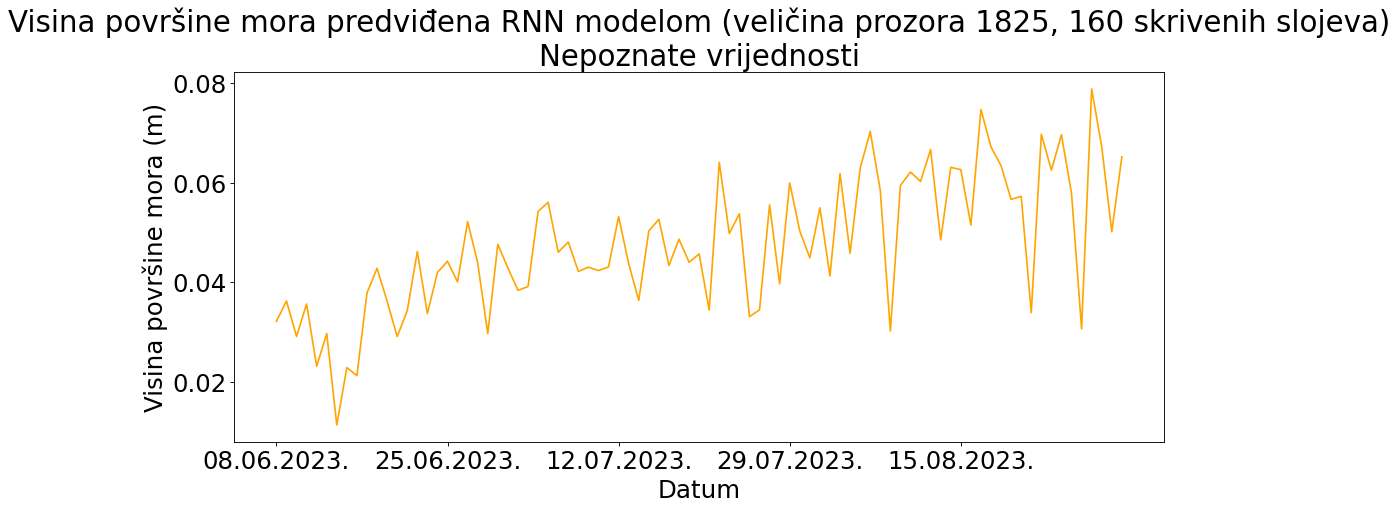 Visina površine mora predviđena RNN modelom (veličina prozora 1825, 160 skrivenih slojeva)
Nepoznate vrijednosti
Visina površine mora (m)
0.08
0.06
0.04
0.02
08.06.2023. 25.06.2023. 12.07.2023. 29.07.2023. 15.08.2023.
Datum